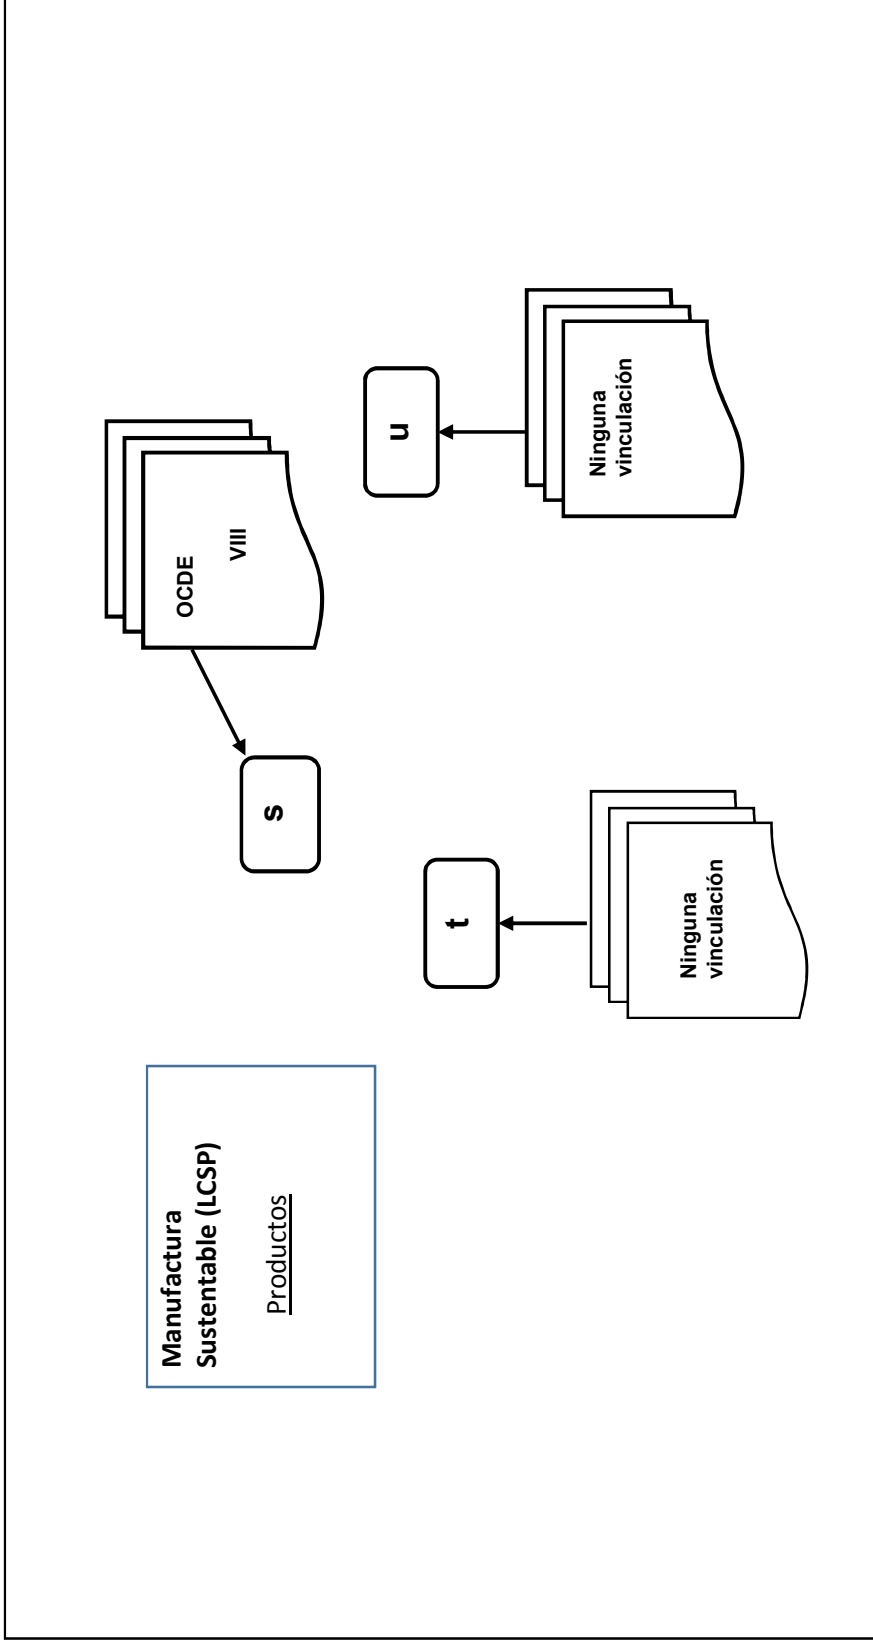 Manufactura
Sustentable (LCSP)
Productos
s
OCDE
VIII
t
Ninguna
vinculación
u
Ninguna
vinculación